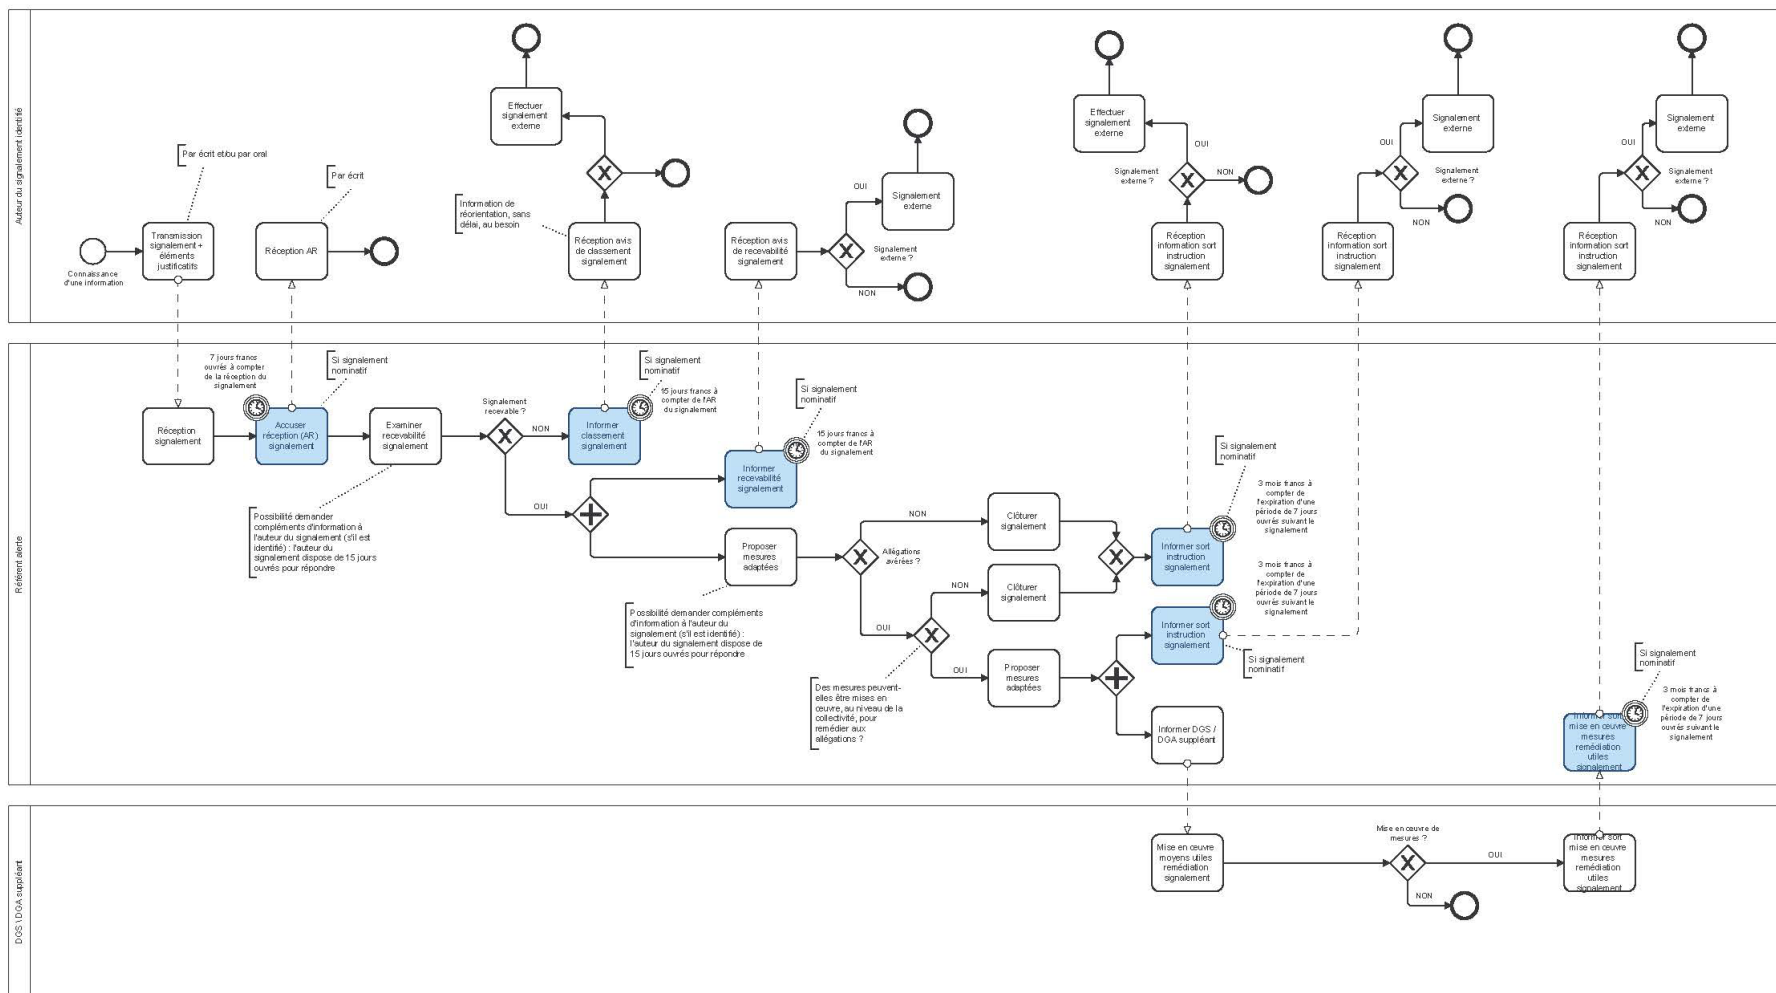 Auteur du signalement identifié
Connaissance
d'une information
Par écrit et/ou par oral
Transmission
signalement +
éléments
justificatifs
Par écrit
Réception AR
Effectuer
signalement
externe
Information de
réorientation, sans
délai, au besoin
Réception avis
de classement
signalement
Réception avis
de recevabilité
signalement
OUI
Signalement
externe
Signalement
externe ?
NON
Effectuer
signalement
externe
OUI
Signalement
externe ?
NON
Réception
information sort
instruction
signalement
Signalement
externe
OUI
Signalement
externe ?
NON
Réception
information sort
instruction
signalement
Signalement
externe
OUI
Signalement
externe ?
NON
Réception
information sort
instruction
signalement
Référent alerte
Réception
signalement
7 jours francs
ouvrés à compter
de la réception du
signalement
Si signalement
nominatif
Accuser
réception (AR)
signalement
Examiner
recevabilité
signalement
Possibilité demander
compléments d'information à
l'auteur du signalement (s'il est
identifié) : l'auteur du
signalement dispose de 15 jours
ouvrés pour répondre
Signalement
recevable ?
NON
OUI
Informer
classement
signalement
Si signalement
nominatif
15 jours francs à
compter de l'AR
du signalement
Informer
recevabilité
signalement
Si signalement
nominatif
15 jours francs à
compter de l'AR
du signalement
Proposer
mesures
adaptées
Possibilité demander compléments
d'information à l'auteur du
signalement (s'il est identifié) :
l'auteur du signalement dispose de
15 jours ouvrés pour répondre
Allégations
avérées ?
NON
OUI
Clôturer
signalement
NON
Clôturer
signalement
OUI
Des mesures peuvent-
elles être mises en
œuvre, au niveau de la
collectivité, pour
remédier aux
allégations ?
Proposer
mesures
adaptées
Informer sort
instruction
signalement
Si signalement
nominatif
3 mois francs à
compter de
l'expiration d'une
période de 7 jours
ouvrés suivant le
signalement
Informer sort
instruction
signalement
3 mois francs à
compter de
l'expiration d'une
période de 7 jours
ouvrés suivant le
signalement
Si signalement
nominatif
Informer DGS /
DGA suppléant
Informer sort
mise en œuvre
mesures
remédiation
utiles
signalement
Si signalement
nominatif
3 mois francs à
compter de
l'expiration d'une
période de 7 jours
ouvrés suivant le
signalement
DGS \ DGA suppléant
Mise en œuvre
moyens utiles
remédiation
signalement
Mise en œuvre de
mesures ?
OUI
NON
Informer sort
mise en œuvre
mesures
remédiation
utiles
signalement